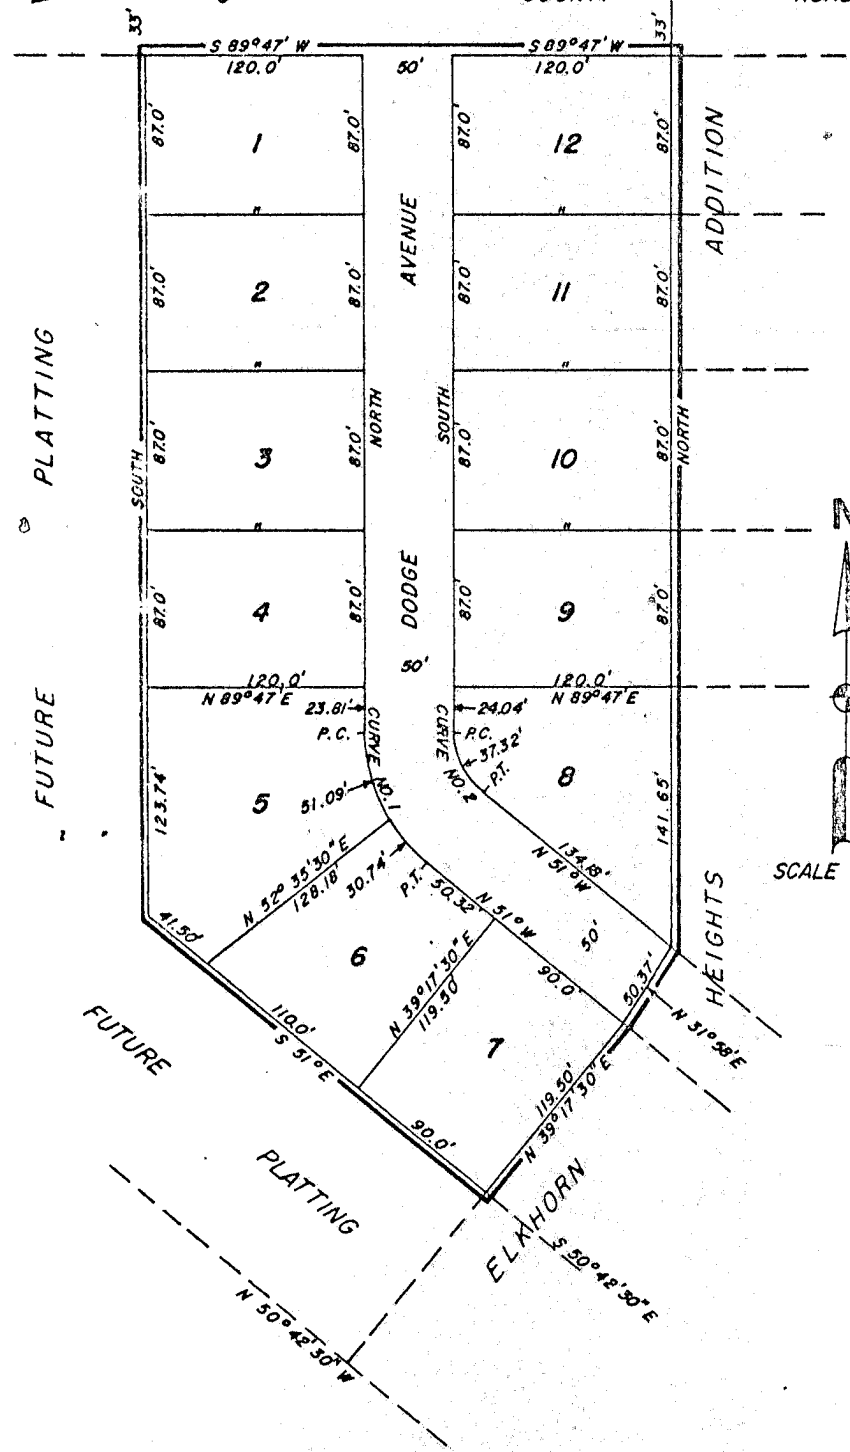 33'
33'
S 89°47' W
S 89°47' W
120.0'
50'
120.0'
87.0'
1
87.0'
87.0'
12
87.0'
ADDITION
"
"
AVENUE
87.0'
2
87.0'
87.0'
11
87.0'
"
"
PLATTING
SOUTH
NORTH
SOUTH
NORTH
87.0'
3
87.0'
87.0'
10
87.0'
"
"
N
87.0'
4
87.0'
DODGE
87.0'
9
87.0'
50'
120.0'
N 89°47'E
120.0'
N 89°47'E
FUTURE
23.81'
24.04'
P.C.
CURVE NO. 1
CURVE NO. 2
P.C.
37.32'
P.T.
123.74'
5
51.09'
8
141.65'
134.18'
N 51° W
SCALE
N 32° 35'30" E
128.18'
30.74'
P.T.
50.32'
N 51° W
50'
41.50'
6
N 39°17'30" E
119.50'
90.0'
50.37'
N 31°58'E
HEIGHTS
110.0'
S 51° E
7
FUTURE
119.50'
N 39°17'30" E
90.0'
PLATTING
ELKHORN
S 50°42'30" E
N 50°42'30" W